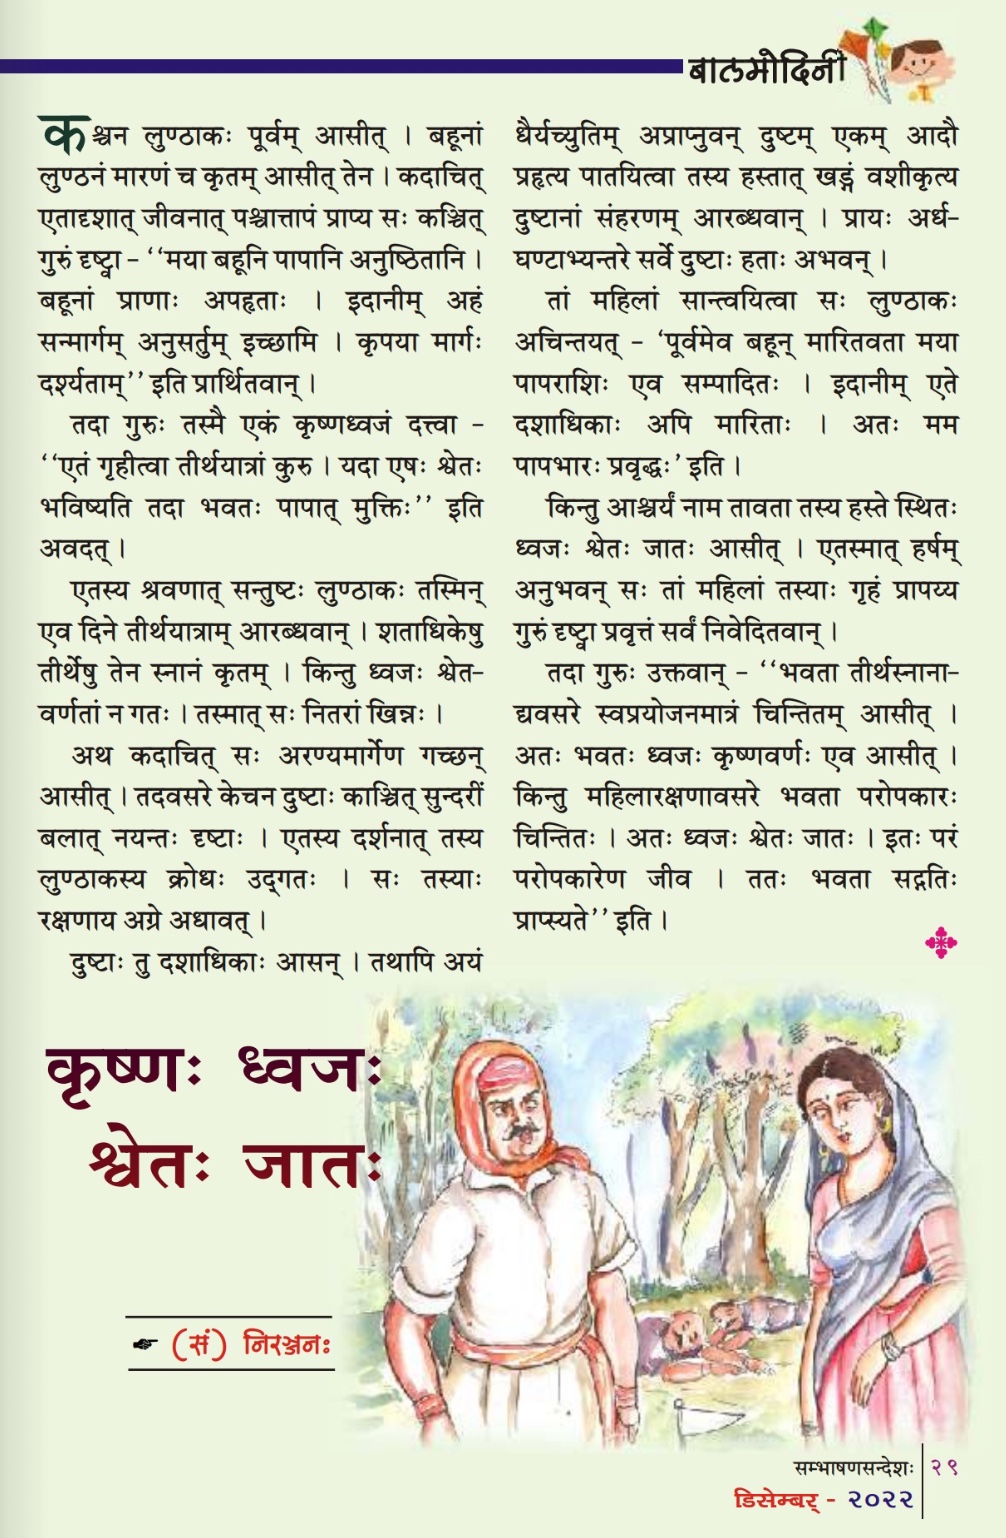 बालमोदिनी
कश्चन लुण्ठाकः पूर्वम् आसीत् । बहूनां
लुण्ठनं मारणं च कृतम् आसीत् तेन । कदाचित्
एतादृशात् जीवनात् पश्चात्तापं प्राप्य सः कञ्चित्
गुरुं दृष्ट्वा - ‘‘मया बहूनि पापानि अनुष्ठितानि ।
बहूनां प्राणाः अपहृताः । इदानीम् अहं
सन्मार्गम् अनुसर्तुम् इच्छामि । कृपया मार्गः
दर्श्यताम्’’ इति प्रार्थितवान् ।
तदा गुरुः तस्मै एकं कृष्णध्वजं दत्त्वा -
‘‘एतं गृहीत्वा तीर्थयात्रां कुरु । यदा एषः श्वेतः
भविष्यति तदा भवतः पापात् मुक्तिः’’ इति
अवदत् ।
एतस्य श्रवणात् सन्तुष्टः लुण्ठाकः तस्मिन्
एव दिने तीर्थयात्राम् आरब्धवान् । शताधिकेषु
तीर्थेषु तेन स्नानं कृतम् । किन्तु ध्वजः श्वेत-
वर्णतां न गतः । तस्मात् सः नितरां खिन्नः ।
अथ कदाचित् सः अरण्यमार्गेण गच्छन्
आसीत् । तदवसरे केचन दुष्टाः काञ्चित् सुन्दरीं
बलात् नयन्तः दृष्टाः । एतस्य दर्शनात् तस्य
लुण्ठाकस्य क्रोधः उद्‌गतः । सः तस्याः
रक्षणाय अग्रे अधावत् ।
दुष्टाः तु दशाधिकाः आसन् । तथापि अयं
धैर्यच्युतिम् अप्राप्नुवन् दुष्टम् एकम् आदौ
प्रहृत्य पातयित्वा तस्य हस्तात् खड्गं वशीकृत्य
दुष्टानां संहरणम् आरब्धवान् । प्रायः अर्ध-
घण्टाभ्यन्तरे सर्वे दुष्टाः हताः अभवन् ।
तां महिलां सान्त्वयित्वा सः लुण्ठाकः
अचिन्तयत् - ‘पूर्वमेव बहून् मारितवता मया
पापराशिः एव सम्पादितः । इदानीम् एते
दशाधिकाः अपि मारिताः । अतः मम
पापभारः प्रवृद्धः’ इति ।
किन्तु आश्चर्यं नाम तावता तस्य हस्ते स्थितः
ध्वजः श्वेतः जातः आसीत् । एतस्मात् हर्षम्
अनुभवन् सः तां महिलां तस्याः गृहं प्रापय्य
गुरुं दृष्ट्वा प्रवृत्तं सर्वं निवेदितवान् ।
तदा गुरुः उक्तवान् - ‘‘भवता तीर्थस्नाना-
द्यवसरे स्वप्रयोजनमात्रं चिन्तितम् आसीत् ।
अतः भवतः ध्वजः कृष्णवर्णः एव आसीत् ।
किन्तु महिलारक्षणावसरे भवता परोपकारः
चिन्तितः । अतः ध्वजः श्वेतः जातः । इतः परं
परोपकारेण जीव । ततः भवता सद्गतिः
प्राप्स्यते’’ इति ।
कृष्णः ध्वजः
श्वेतः जातः
☛ (सं) निरञ्जनः
सम्भाषणसन्देशः २९
डिसेम्बर् - २०२२